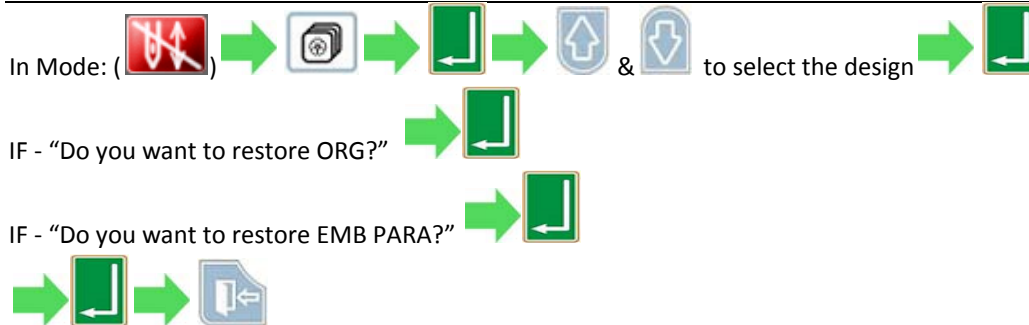 In Mode: ( ) & to select the design
IF - “Do you want to restore ORG?”
IF - “Do you want to restore EMB PARA?”